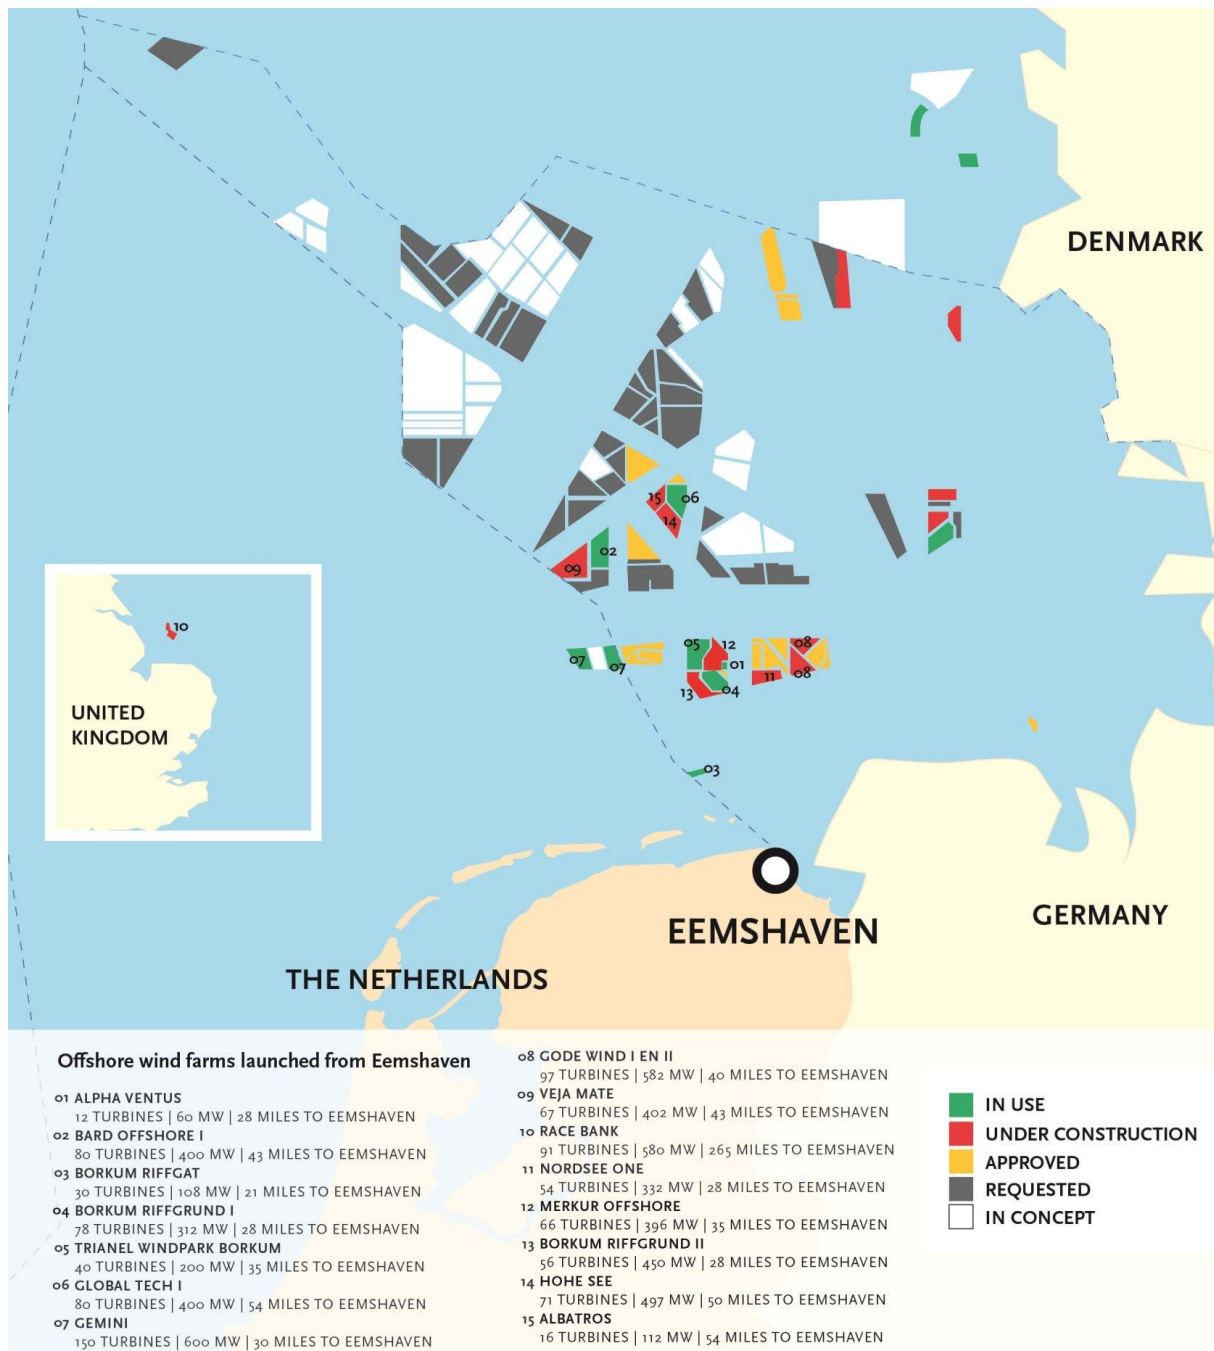 DENMARK
15
06
14
02
09
10
UNITED
KINGDOM
05
12
08
07
01
07
11
08
13
04
03
EEMSHAVEN
GERMANY
THE NETHERLANDS
Offshore wind farms launched from Eemshaven
01 ALPHA VENTUS
12 TURBINES | 60 MW | 28 MILES TO EEMSHAVEN
02 BARD OFFSHORE I
80 TURBINES | 400 MW | 43 MILES TO EEMSHAVEN
03 BORKUM RIFFGAT
30 TURBINES | 108 MW | 21 MILES TO EEMSHAVEN
04 BORKUM RIFFGRUND I
78 TURBINES | 312 MW | 28 MILES TO EEMSHAVEN
05 TRIANEL WINDPARK BORKUM
40 TURBINES | 200 MW | 35 MILES TO EEMSHAVEN
06 GLOBAL TECH I
80 TURBINES | 400 MW | 54 MILES TO EEMSHAVEN
07 GEMINI
150 TURBINES | 600 MW | 30 MILES TO EEMSHAVEN
08 GODE WIND I EN II
97 TURBINES | 582 MW | 40 MILES TO EEMSHAVEN
09 VEJA MATE
67 TURBINES | 402 MW | 43 MILES TO EEMSHAVEN
10 RACE BANK
91 TURBINES | 580 MW | 265 MILES TO EEMSHAVEN
11 NORDSEE ONE
54 TURBINES | 332 MW | 28 MILES TO EEMSHAVEN
12 MERKUR OFFSHORE
66 TURBINES | 396 MW | 35 MILES TO EEMSHAVEN
13 BORKUM RIFFGRUND II
56 TURBINES | 450 MW | 28 MILES TO EEMSHAVEN
14 HOHE SEE
71 TURBINES | 497 MW | 50 MILES TO EEMSHAVEN
15 ALBATROS
16 TURBINES | 112 MW | 54 MILES TO EEMSHAVEN
IN USE
UNDER CONSTRUCTION
APPROVED
REQUESTED
IN CONCEPT